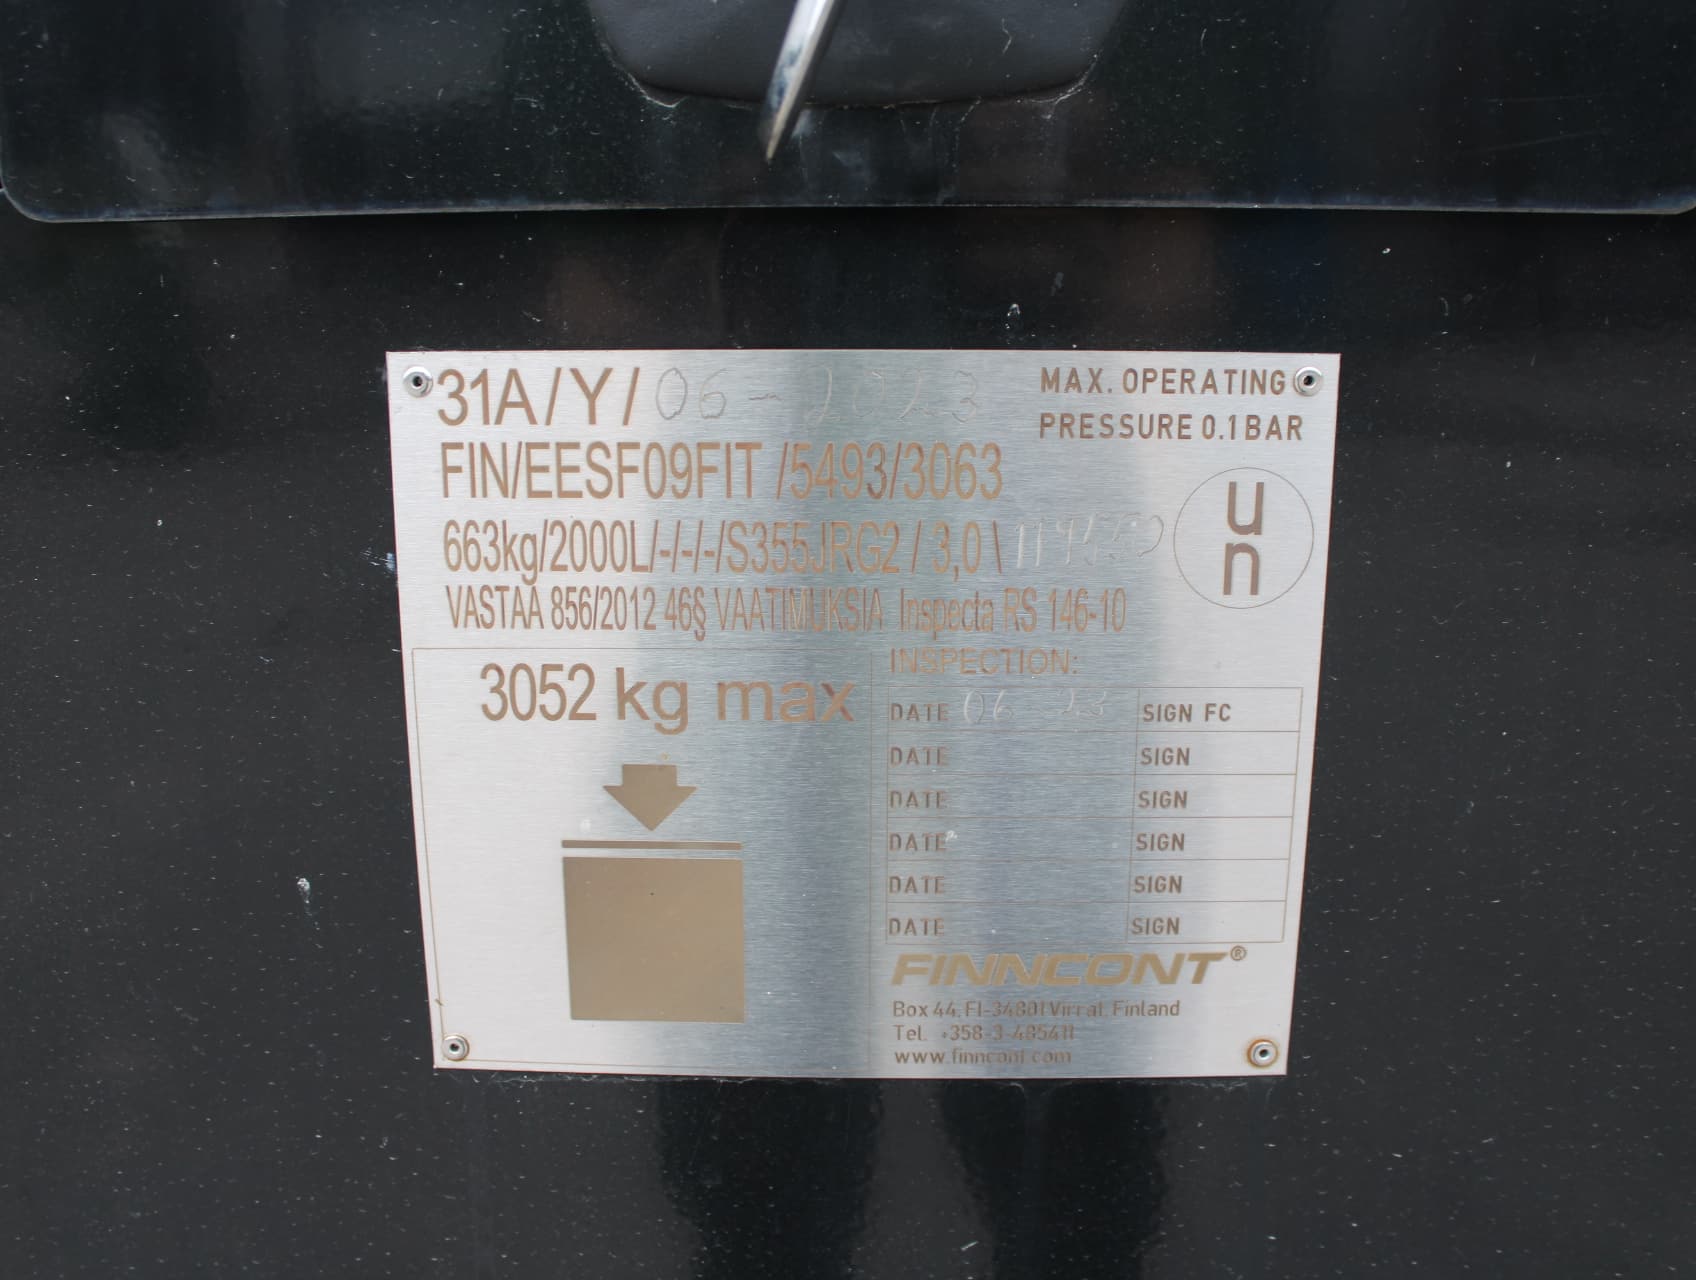 31A/Y/ 06-2023
MAX. OPERATING
PRESSURE 0.1 BAR
FIN/EESF09FIT /5493/3063
663kg/2000L/-/-/-/S355JRG2 / 3,0\
un
VASTAA 856/2012 46§ VAATIMUKSIA Inspecta RS 146-10
3052 kg max
INSPECTION:
DATE 06 23 SIGN FC
DATE SIGN
DATE SIGN
DATE SIGN
DATE SIGN
DATE SIGN
FINNCONT®
Box 44, FI-34801 Virrat, Finland
Tel. +358-3-485411
www.finncont.com